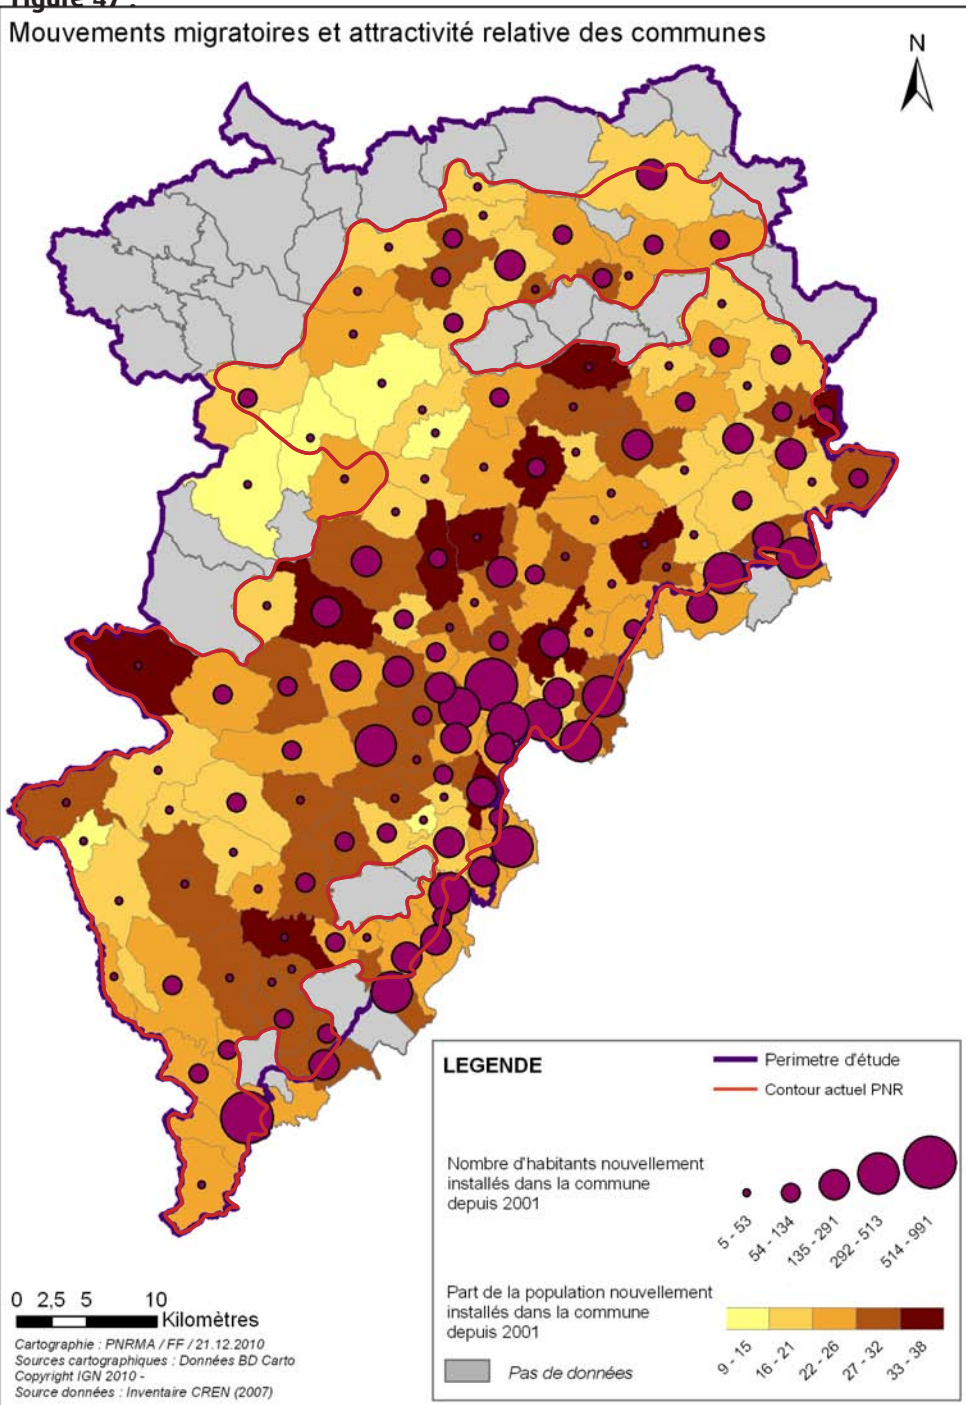 Figure 47 :
Mouvements migratoires et attractivité relative des communes
N
LEGENDE
Perimetre d'étude
Contour actuel PNR
Nombre d'habitants nouvellement
installés dans la commune
depuis 2001
5 - 53
54 - 134
135 - 291
292 - 513
514 - 991
Part de la population nouvellement
installés dans la commune
depuis 2001
9 - 15
16 - 21
22 - 26
27 - 32
33 - 38
Pas de données
0 2,5 5 10
Kilomètres
Cartographie : PNRMA / FF / 21.12.2010
Sources cartographiques : Données BD Carto
Copyright IGN 2010 -
Source données : Inventaire CREN (2007)